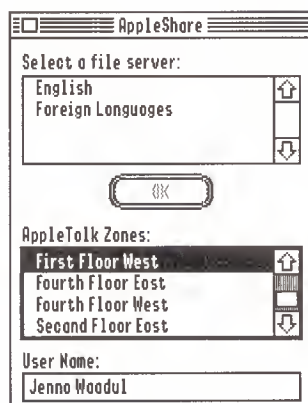 AppleShare
Select a file server:
English
Foreign Languages
OK
AppleTalk Zones:
First Floor West
Fourth Floor East
Fourth Floor West
Second Floor East
User Name:
Jenna Waadul